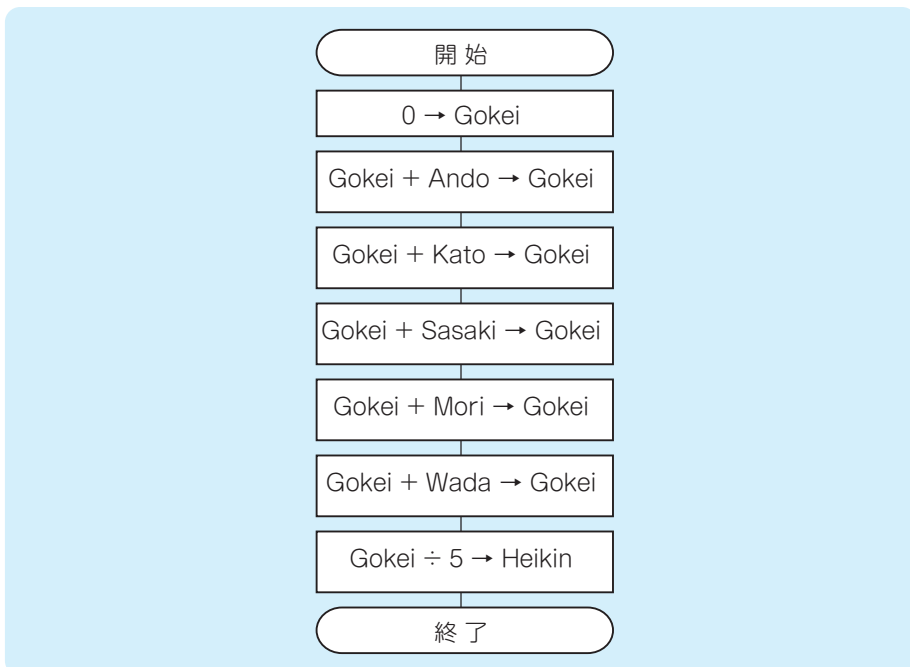 開 始
0 → Gokei
Gokei + Ando → Gokei
Gokei + Kato → Gokei
Gokei + Sasaki → Gokei
Gokei + Mori → Gokei
Gokei + Wada → Gokei
Gokei ÷ 5 → Heikin
終 了